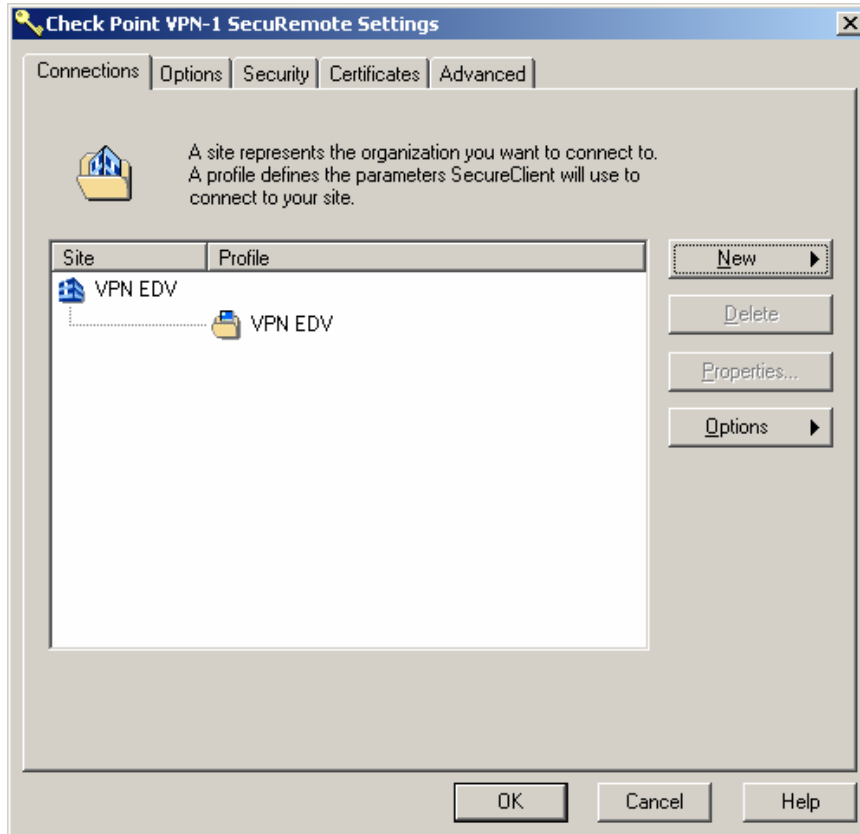 Check Point VPN-1 SecuRemote Settings
Connections Options Security Certificates Advanced
A site represents the organization you want to connect to.
A profile defines the parameters SecureClient will use to
connect to your site.
Site Profile
VPN EDV
VPN EDV
New
Delete
Properties...
Options
OK Cancel Help